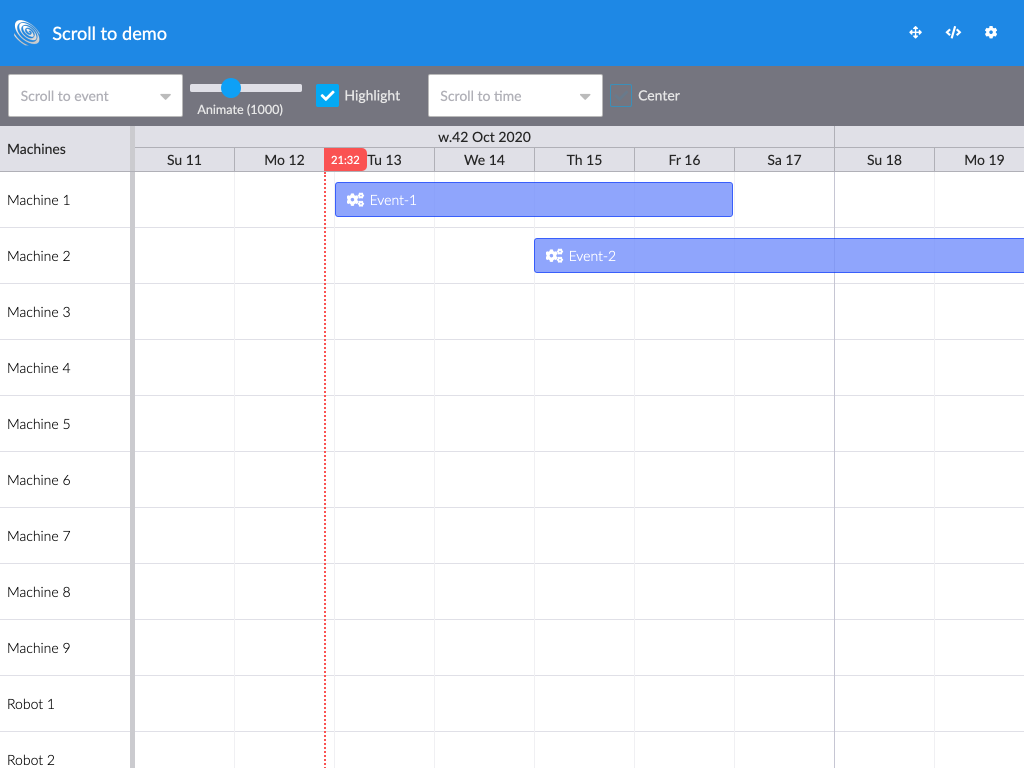 Scroll to demo
Scroll to event
Animate (1000)
Highlight
Scroll to time
Center
Machines
w.42 Oct 2020
Su 11 Mo 12 21:32 Tu 13 We 14 Th 15 Fr 16 Sa 17 Su 18 Mo 19
Machine 1 Event-1
Machine 2 Event-2
Machine 3
Machine 4
Machine 5
Machine 6
Machine 7
Machine 8
Machine 9
Robot 1
Robot 2